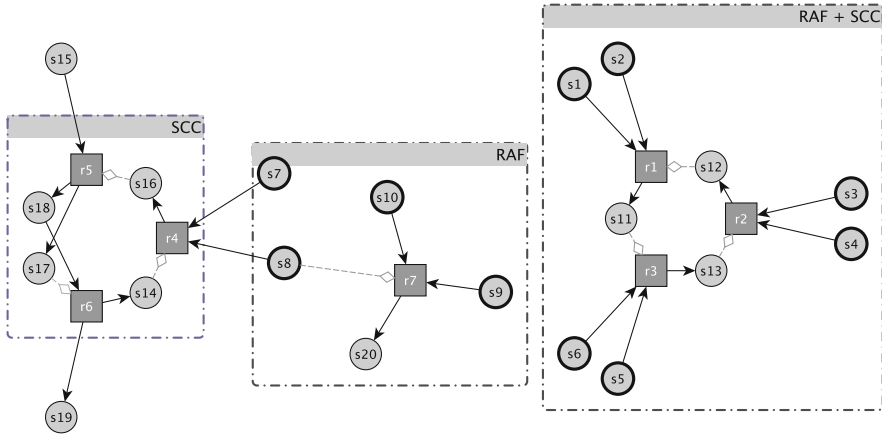 RAF + SCC
s15
s2
s1
SCC
RAF
r5
s16
s7
r1
s12
s10
s3
s18
s11
r2
r4
s4
s17
s8
r7
r3
s13
r6
s14
s9
s20
s6
s5
s19